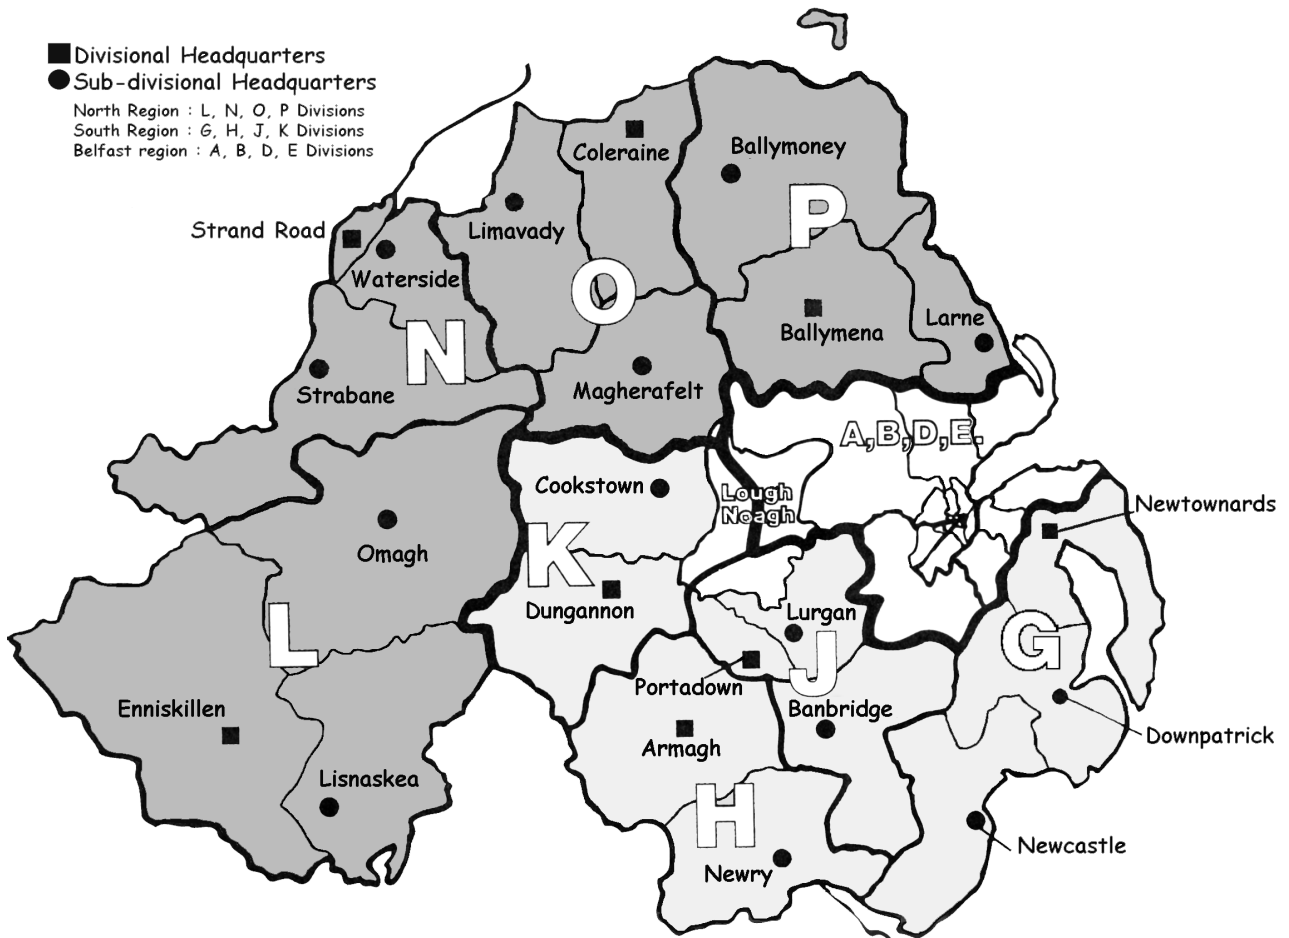 Divisional Headquarters
Sub-divisional Headquarters
North Region : L, N, O, P Divisions
South Region : G, H, J, K Divisions
Belfast region : A, B, D, E Divisions
Coleraine
Ballymoney
P
Strand Road
Limavady
Waterside
O
Ballymena
Larne
N
Strabane
Magherafelt
A,B,D,E.
Cookstown
Lough
Noagh
Newtownards
Omagh
K
Dungannon
Lurgan
L
J
G
Portadown
Enniskillen
Banbridge
Downpatrick
Armagh
Lisnaskea
H
Newcastle
Newry